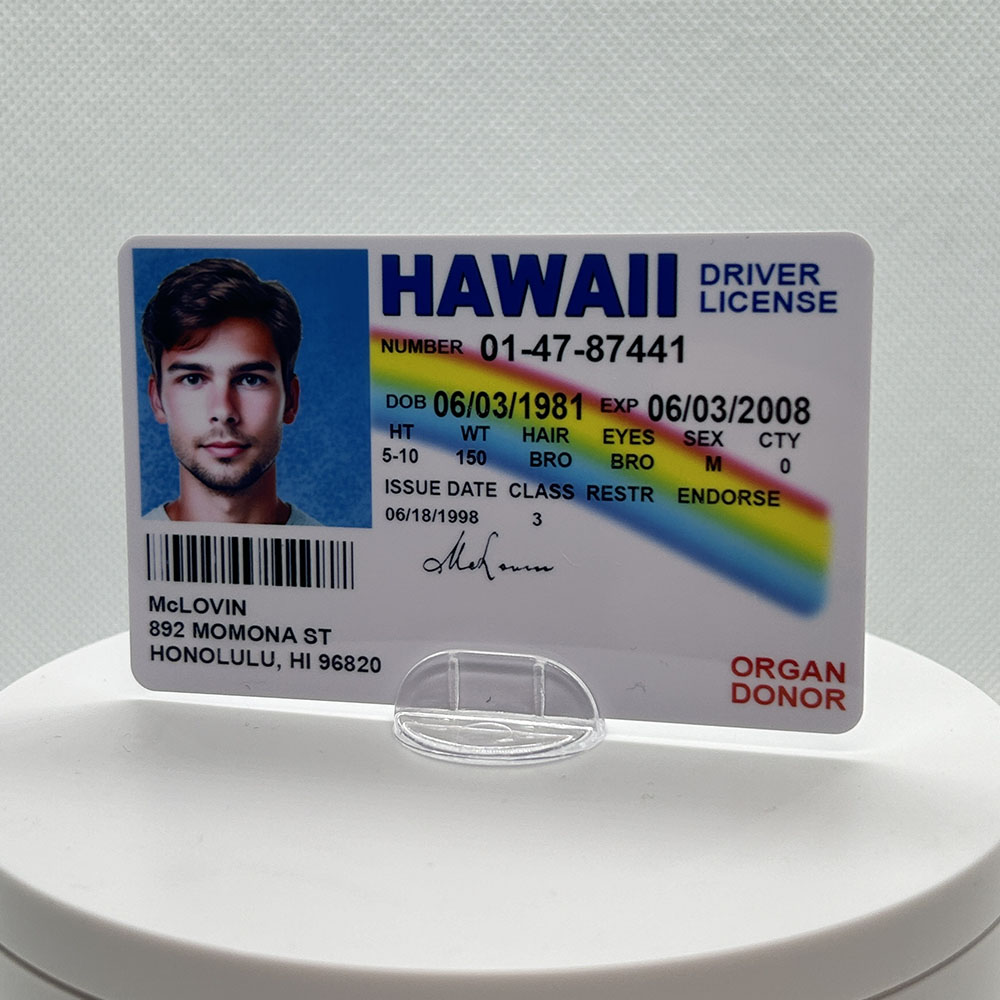 HAWAII DRIVER LICENSE
NUMBER 01-47-87441
DOB 06/03/1981 EXP 06/03/2008
HT WT HAIR EYES SEX CTY
5-10 150 BRO BRO M 0
ISSUE DATE CLASS RESTR ENDORSE
06/18/1998 3
McLovin
McLOVIN
892 MOMONA ST
HONOLULU, HI 96820
ORGAN
DONOR